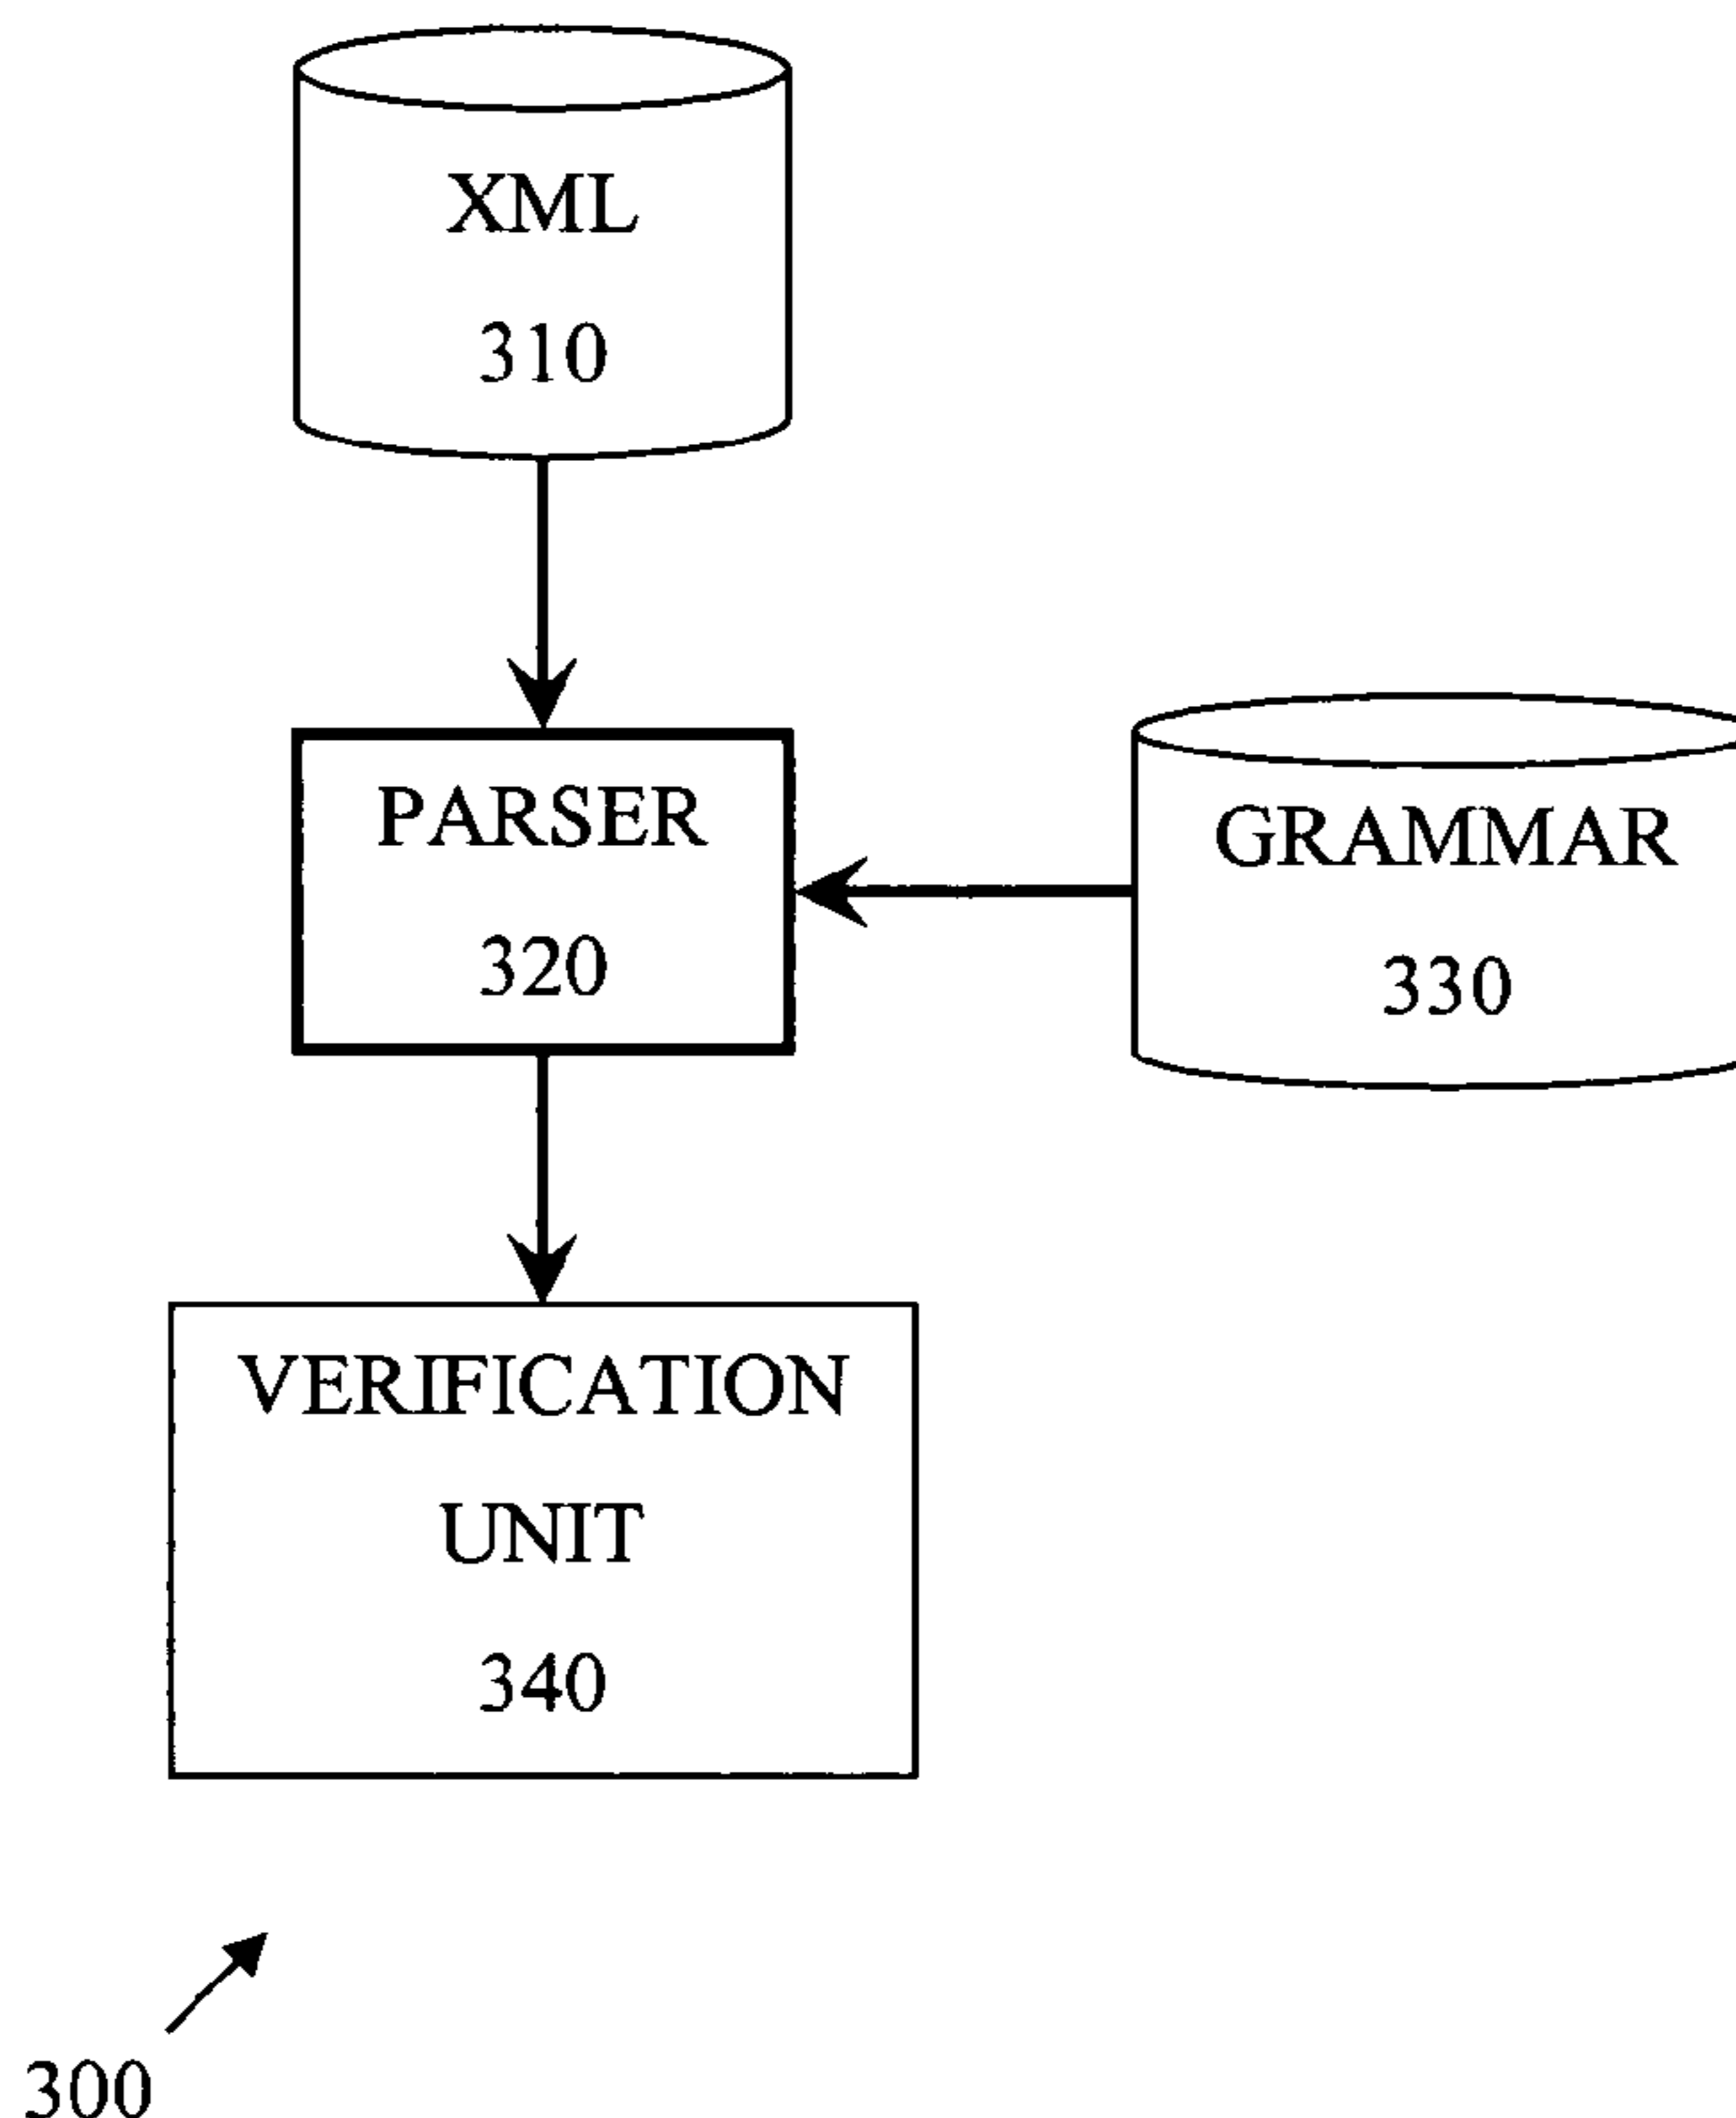 XML
310
PARSER
320
GRAMMAR
330
VERIFICATION
UNIT
340
300